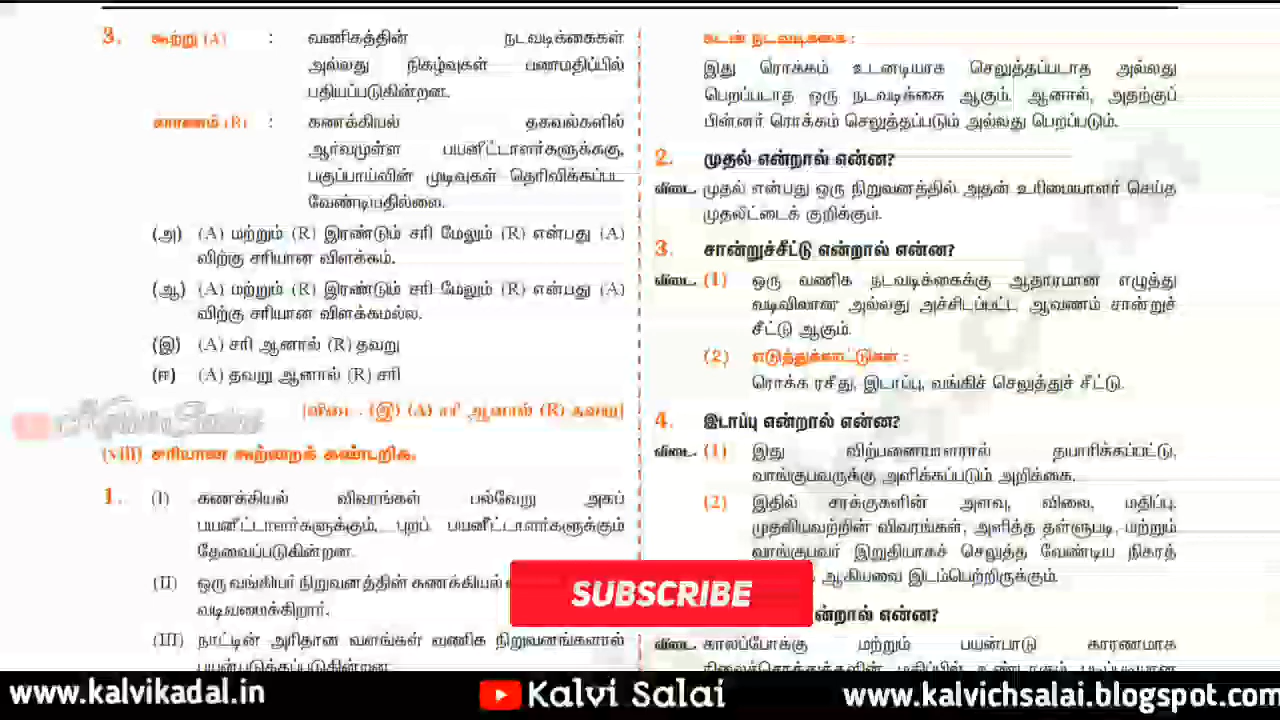 3. கூற்று (A) : வணிகத்தின் நடவடிக்கைகள்
அல்லது நிகழ்வுகள் பணமதிப்பில்
பதியப்படுகின்றன.
காரணம் (R) : கணக்கியல் தகவல்களில்
ஆர்வமுள்ள பயனீட்டாளர்களுக்ககு,
பகுப்பாய்வின் முடிவுகள் தெரிவிக்கப்பட
வேண்டியதில்லை.
(அ) (A) மற்றும் (R) இரண்டும் சரி மேலும் (R) என்பது (A)
விற்கு சரியான விளக்கம்.
(ஆ) (A) மற்றும் (R) இரண்டும் சரி மேலும் (R) என்பது (A)
விற்கு சரியான விளக்கமல்ல.
(இ) (A) சரி ஆனால் (R) தவறு
(ஈ) (A) தவறு ஆனால் (R) சரி
[விடை : (இ) (A) சரி ஆனால் (R) தவறு]
(viii) சரியான கூற்றைக் கண்டறிக.
1. (I) கணக்கியல் விவரங்கள் பல்வேறு அகப்
பயனீட்டாளர்களுக்கும், புறப் பயனீட்டாளர்களுக்கும்
தேவைப்படுகின்றன.
(II) ஒரு வங்கியர் நிறுவனத்தின் கணக்கியல்
வடிவமைக்கிறார்.
(III) நாட்டின் அரிதான வளங்கள் வணிக நிறுவனங்களால்
பயன்படுத்தப்படுகின்றன.
கடன் நடவடிக்கை :
இது ரொக்கம் உடனடியாக செலுத்தப்படாத அல்லது
பெறப்படாத ஒரு நடவடிக்கை ஆகும். ஆனால், அதற்குப்
பின்னர் ரொக்கம் செலுத்தப்படும் அல்லது பெறப்படும்.
2. முதல் என்றால் என்ன?
விடை. முதல் என்பது ஒரு நிறுவனத்தில் அதன் உரிமையாளர் செய்த
முதலீட்டைக் குறிக்கும்.
3. சான்றுச்சீட்டு என்றால் என்ன?
விடை. (1) ஒரு வணிக நடவடிக்கைக்கு ஆதாரமான எழுத்து
வடிவிலான அல்லது அச்சிடப்பட்ட ஆவணம் சான்றுச்
சீட்டு ஆகும்.
(2) எடுத்துக்காட்டுகள் :
ரொக்க ரசீது, இடாப்பு, வங்கிச் செலுத்துச் சீட்டு.
4. இடாப்பு என்றால் என்ன?
விடை. (1) இது விற்பனையாளரால் தயாரிக்கப்பட்டு,
வாங்குபவருக்கு அளிக்கப்படும் அறிக்கை.
(2) இதில் சரக்குகளின் அளவு, விலை, மதிப்பு
முதலியவற்றின் விவரங்கள், அளித்த தள்ளுபடி, மற்றும்
வாங்குபவர் இறுதியாகச் செலுத்த வேண்டிய நிகரத்
ஆகியவை இடம்பெற்றிருக்கும்.
என்றால் என்ன?
விடை. காலப்போக்கு மற்றும் பயன்பாடு காரணமாக
SUBSCRIBE
www.kalvikadal.in
Kalvi Salai
www.kalvichsalai.blogspot.com